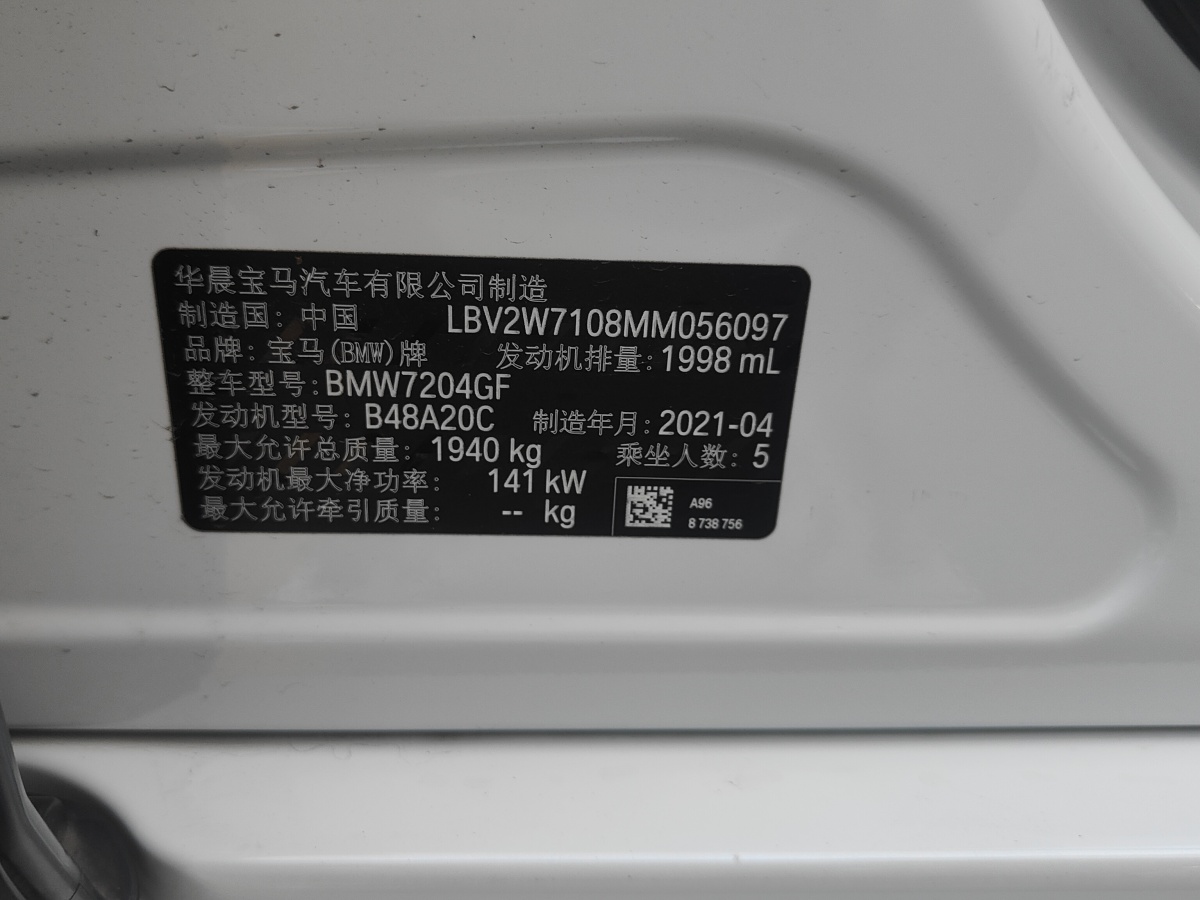 华晨宝马汽车有限公司制造
制造国：中国 LBV2W7108MM056097
品牌：宝马(BMW)牌 发动机排量：1998 mL
整车型号：BMW7204GF
发动机型号：B48A20C 制造年月：2021-04
最大允许总质量：1940 kg 乘坐人数：5
发动机最大净功率：141 kW
最大允许牵引质量：-- kg
A96
8 738 756